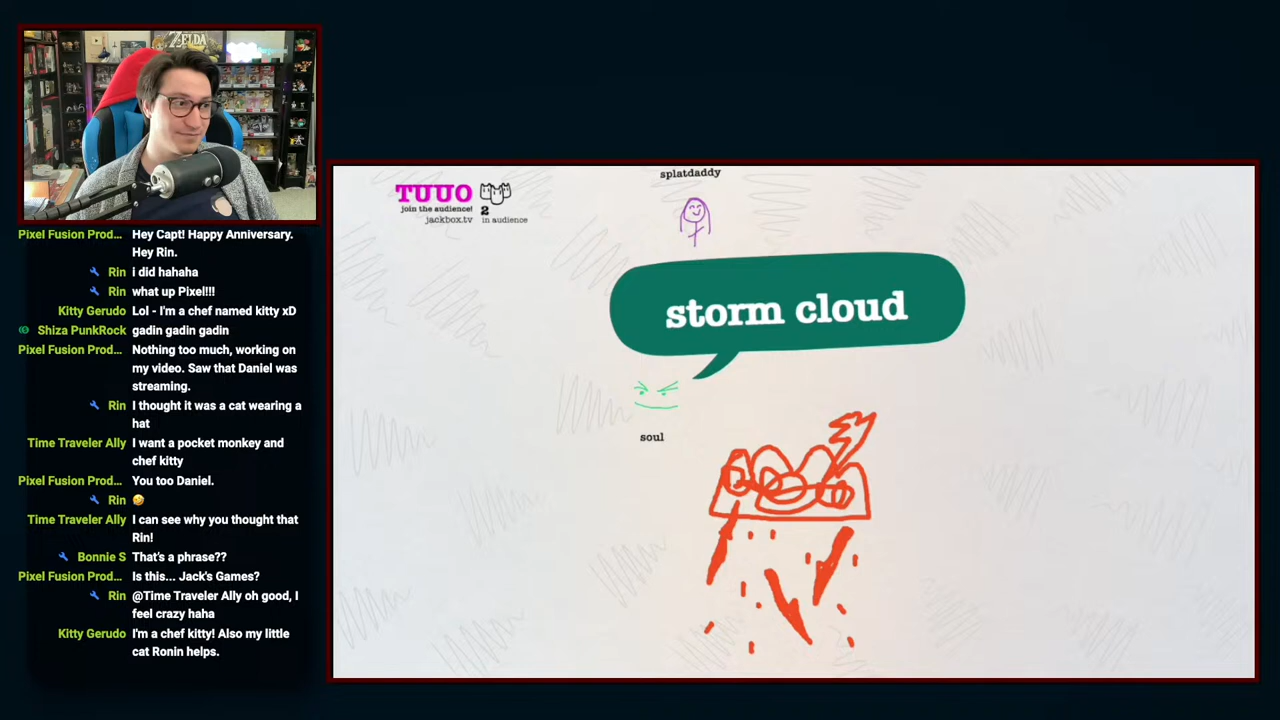 ZELDA
Pixel Fusion Prod... Hey Capt! Happy Anniversary.
Hey Rin.
Rin i did hahaha
Rin what up Pixel!!!
Kitty Gerudo Lol - I'm a chef named kitty xD
Shiza PunkRock gadin gadin gadin
Pixel Fusion Prod... Nothing too much, working on
my video. Saw that Daniel was
streaming.
Rin I thought it was a cat wearing a
hat
Time Traveler Ally I want a pocket monkey and
chef kitty
Pixel Fusion Prod... You too Daniel.
Rin 🤣
Time Traveler Ally I can see why you thought that
Rin!
Bonnie S That's a phrase??
Pixel Fusion Prod... Is this... Jack's Games?
Rin @Time Traveler Ally oh good, I
feel crazy haha
Kitty Gerudo I'm a chef kitty! Also my little
cat Ronin helps.
TUUO
join the audience!
jackbox.tv
2
in audience
splatdaddy
storm cloud
soul